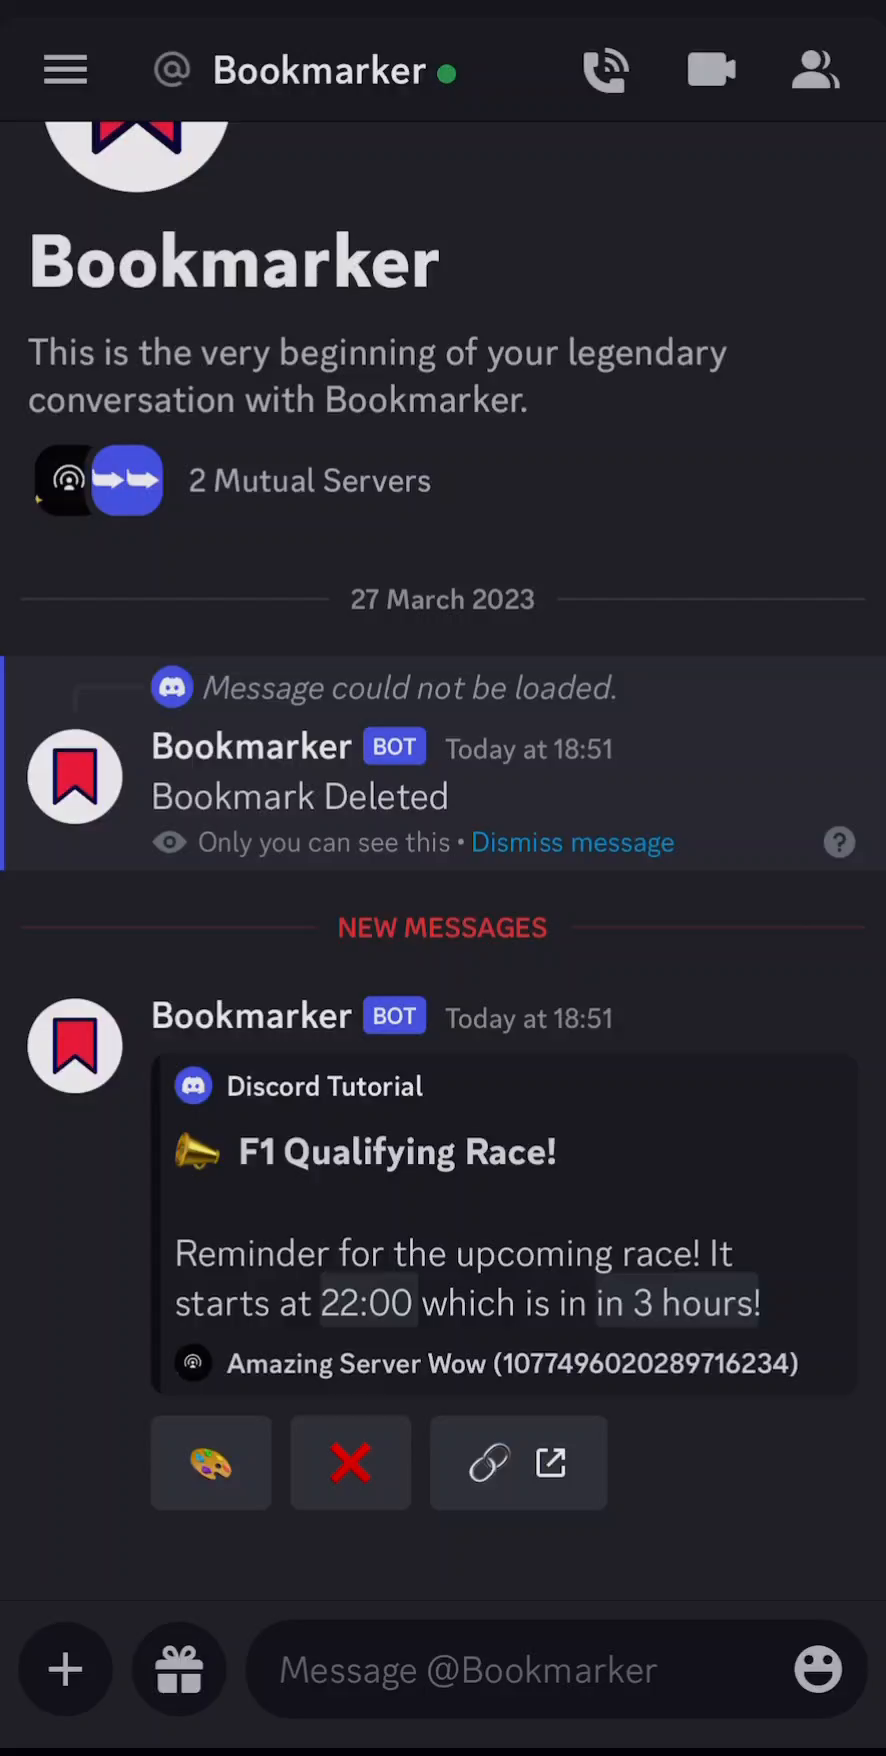 @ Bookmarker
Bookmarker
This is the very beginning of your legendary
conversation with Bookmarker.
2 Mutual Servers
27 March 2023
Message could not be loaded.
Bookmarker BOT Today at 18:51
Bookmark Deleted
Only you can see this • Dismiss message ?
NEW MESSAGES
Bookmarker BOT Today at 18:51
Discord Tutorial
F1 Qualifying Race!
Reminder for the upcoming race! It
starts at 22:00 which is in in 3 hours!
Amazing Server Wow (1077496020289716234)
Message @Bookmarker